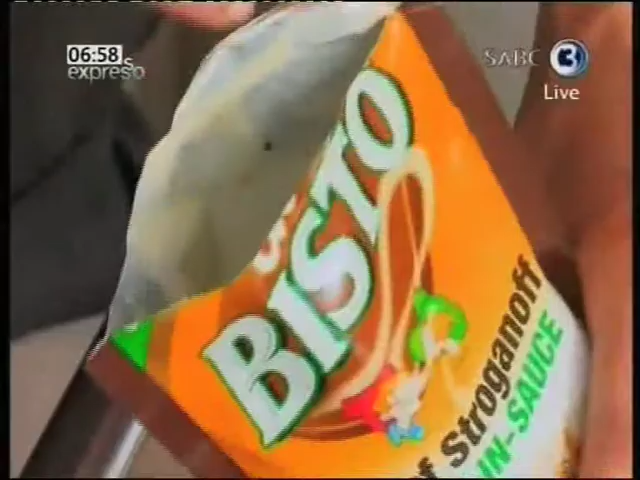 06:58
expreso
SABC 3
Live
BISTO
f Stroganoff
IN-SAUCE